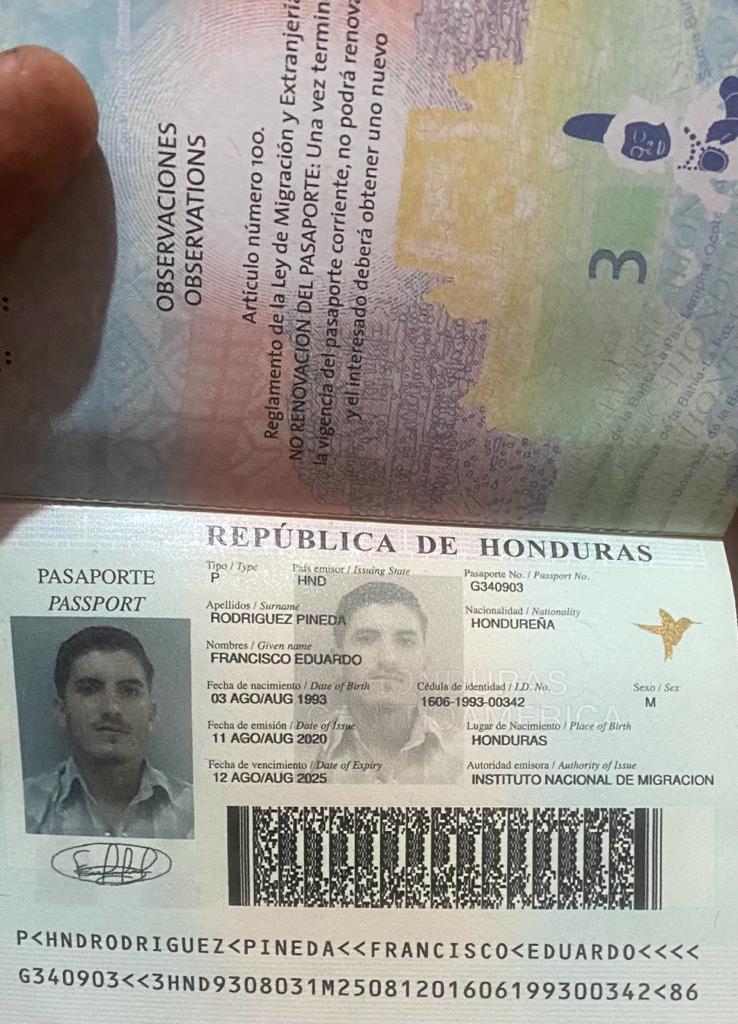 OBSERVACIONES
OBSERVATIONS
Artículo número 100.
Reglamento de la Ley de Migración y Extranjería
NO RENOVACION DEL PASAPORTE: Una vez
la vigencia del pasaporte corriente, no podrá
y el interesado deberá obtener uno nuevo
3
REPÚBLICA DE HONDURAS
PASAPORTE
PASSPORT
Tipo / Type País emisor / Issuing State Pasaporte No. / Passport No.
P HND G340903
Apellidos / Surname Nacionalidad / Nationality
RODRIGUEZ PINEDA HONDUREÑA
Nombres / Given name
FRANCISCO EDUARDO
Fecha de nacimiento / Date of Birth Cédula de identidad / I.D. No. Sexo / Sex
03 AGO/AUG 1993 1606-1993-00342 M
Fecha de emisión / Date of Issue Lugar de Nacimiento / Place of Birth
11 AGO/AUG 2020 HONDURAS
Fecha de vencimiento / Date of Expiry Autoridad emisora / Authority of Issue
12 AGO/AUG 2025 INSTITUTO NACIONAL DE MIGRACION
P<HNDRODRIGUEZ<PINEDA<<FRANCISCO<EDUARDO<<<<
G340903<<3HND9308031M25081201606199300342<86